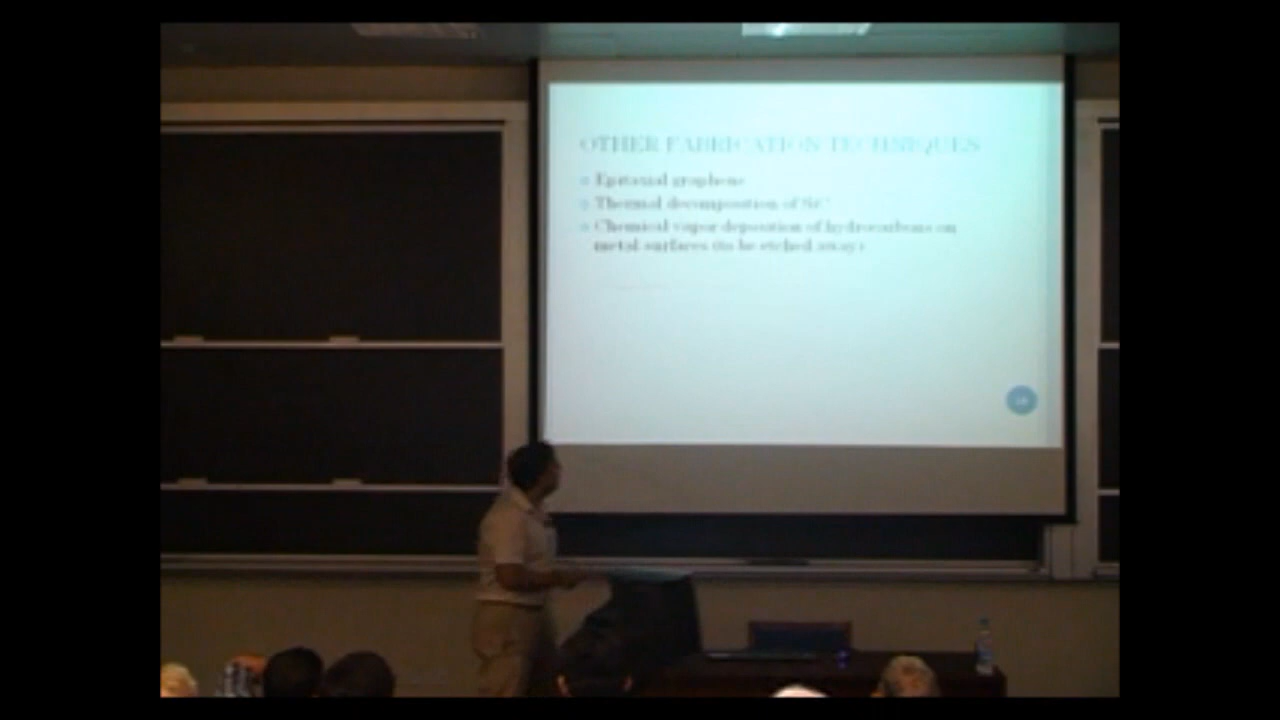 OTHER FABRICATION TECHNIQUES
Epitaxial graphene
Thermal decomposition of SiC
Chemical vapor deposition of hydrocarbons on
metal surfaces (to be etched away)